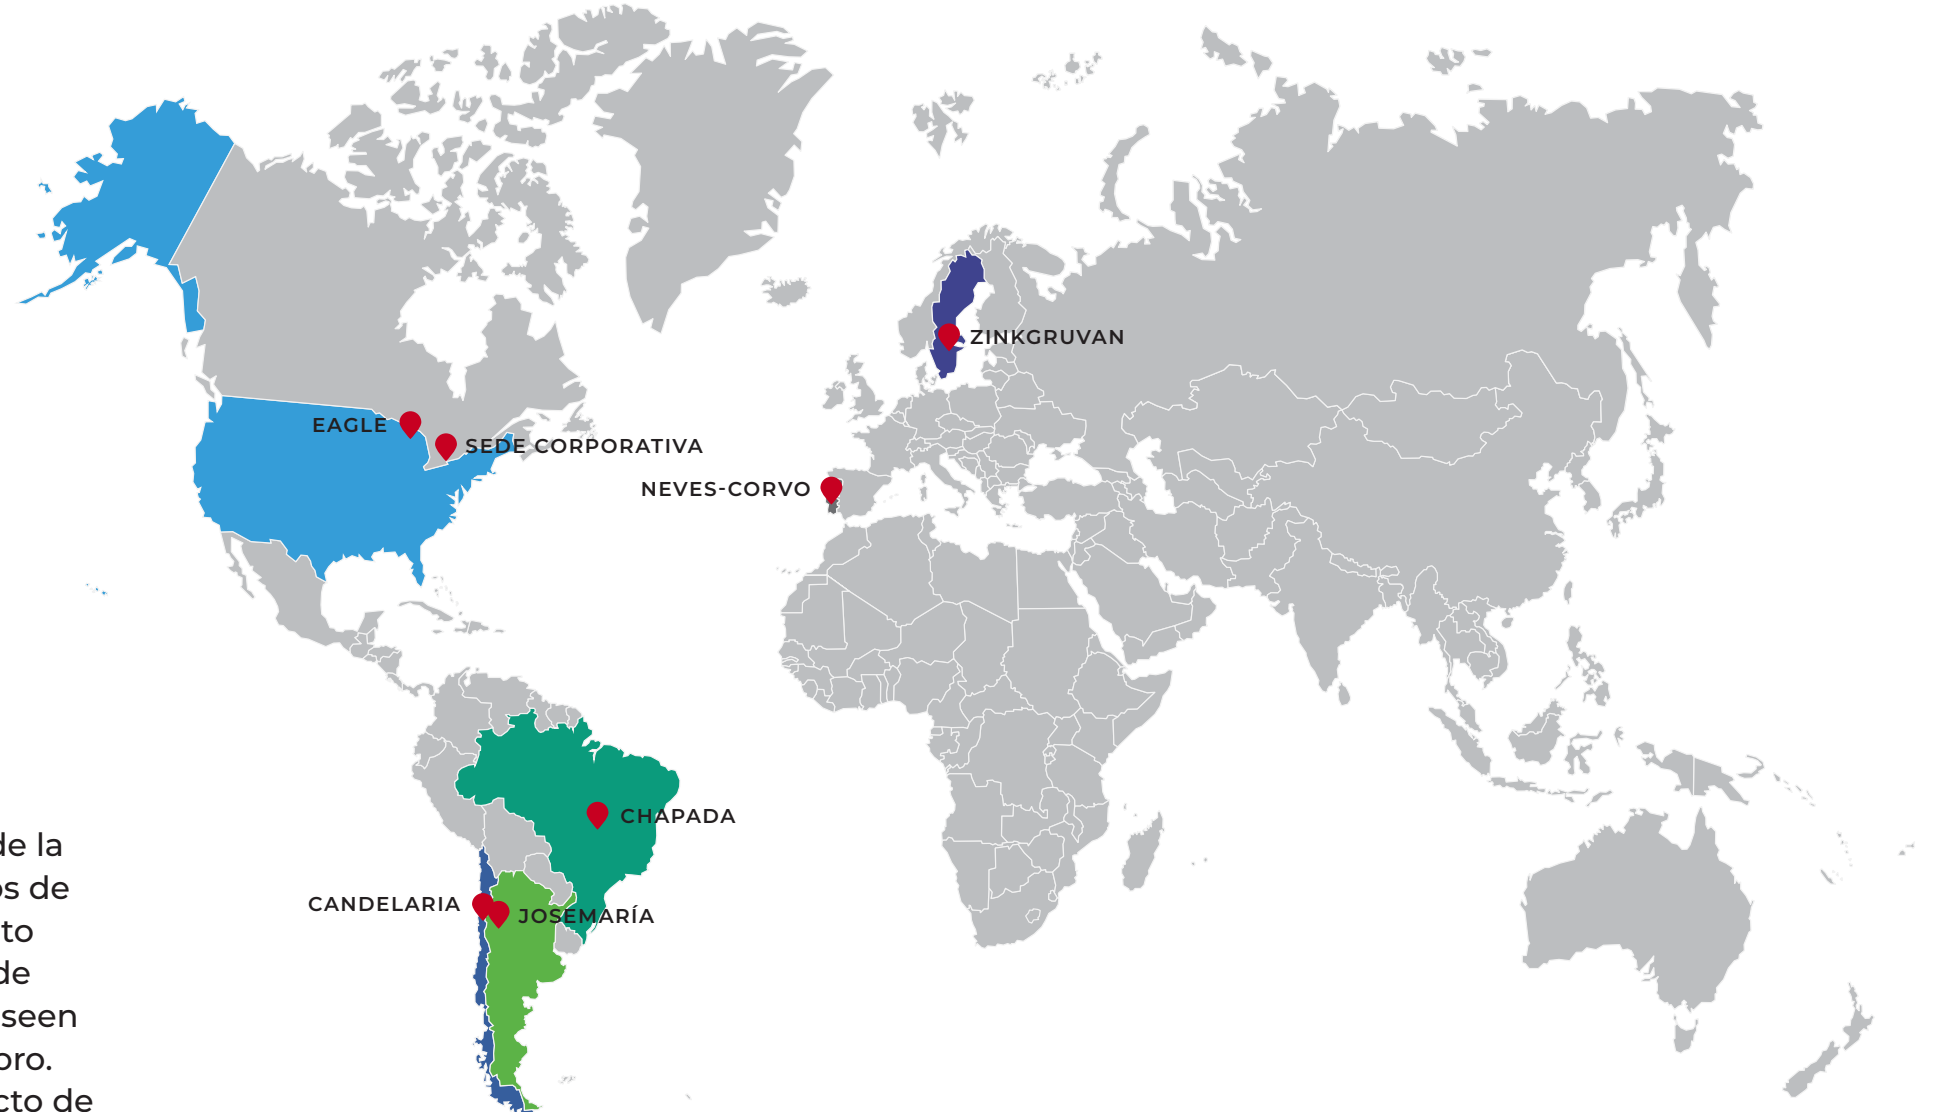 ZINKGRUVAN
EAGLE
SEDE CORPORATIVA
NEVES-CORVO
CHAPADA
CANDELARIA
JOSEMARÍA
de la
os de
to
de
seen
oro.
cto de